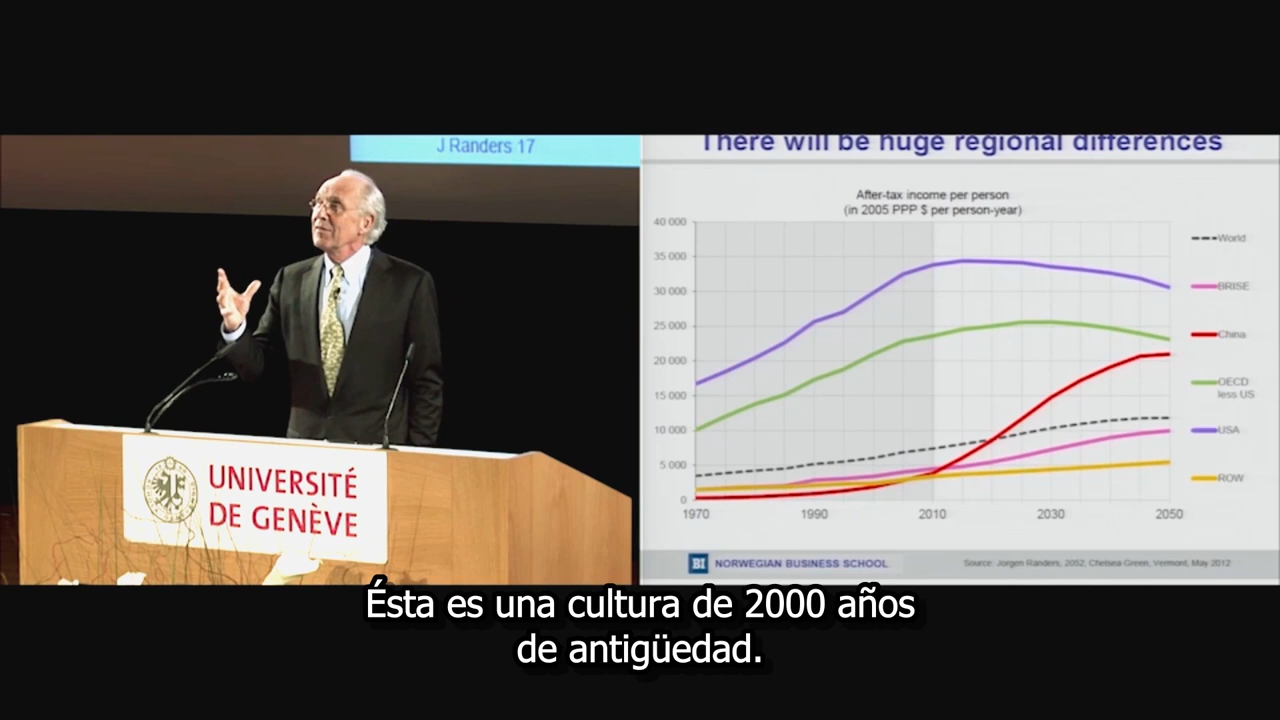 J Randers 17
UNIVERSITÉ
DE GENÈVE
There will be huge regional differences
After-tax income per person
(in 2005 PPP $ per person-year)
40 000
35 000
30 000
25 000
20 000
15 000
10 000
5 000
0
1970
1990
2010
2030
2050
World
BRISE
China
OECD
less US
USA
ROW
BI
NORWEGIAN BUSINESS SCHOOL
Source: Jorgen Randers, 2052, Chelsea Green, Vermont, May 2012
Ésta es una cultura de 2000 años
de antigüedad.